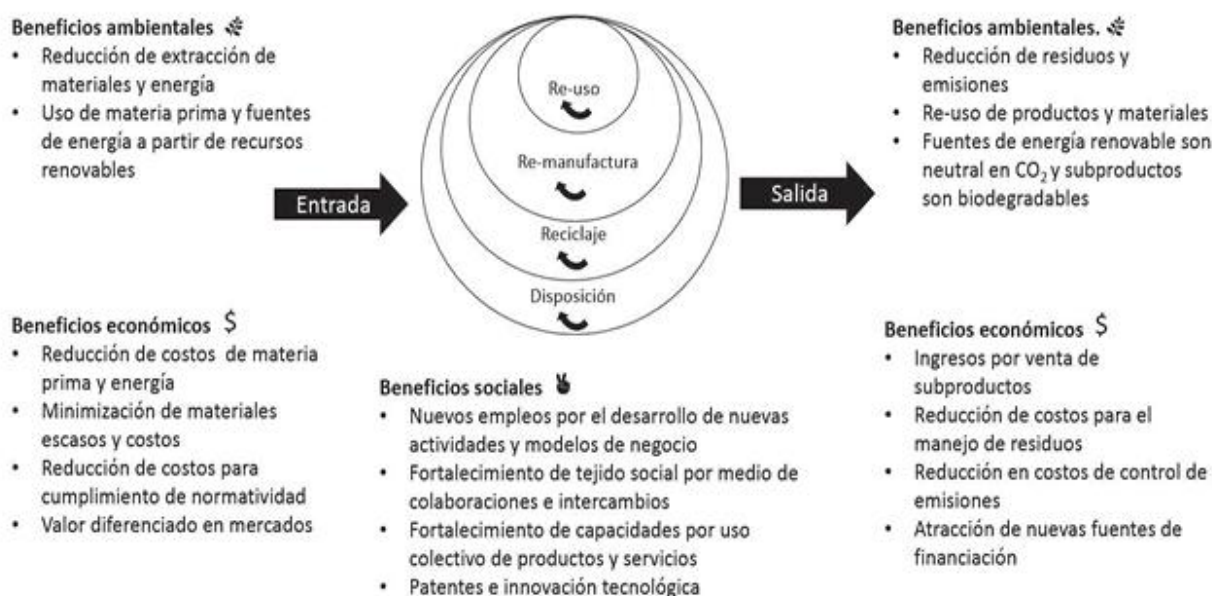 Beneficios ambientales
• Reducción de extracción de
materiales y energía
• Uso de materia prima y fuentes
de energía a partir de recursos
renovables
Entrada
Beneficios económicos $
• Reducción de costos de materia
prima y energía
• Minimización de materiales
escasos y costos
• Reducción de costos para
cumplimiento de normatividad
• Valor diferenciado en mercados
Re-uso
Re-manufactura
Reciclaje
Disposición
Beneficios sociales
• Nuevos empleos por el desarrollo de nuevas
actividades y modelos de negocio
• Fortalecimiento de tejido social por medio de
colaboraciones e intercambios
• Fortalecimiento de capacidades por uso
colectivo de productos y servicios
• Patentes e innovación tecnológica
Salida
Beneficios ambientales.
• Reducción de residuos y
emisiones
• Re-uso de productos y materiales
• Fuentes de energía renovable son
neutral en CO₂ y subproductos
son biodegradables
Beneficios económicos $
• Ingresos por venta de
subproductos
• Reducción de costos para el
manejo de residuos
• Reducción en costos de control de
emisiones
• Atracción de nuevas fuentes de
financiación